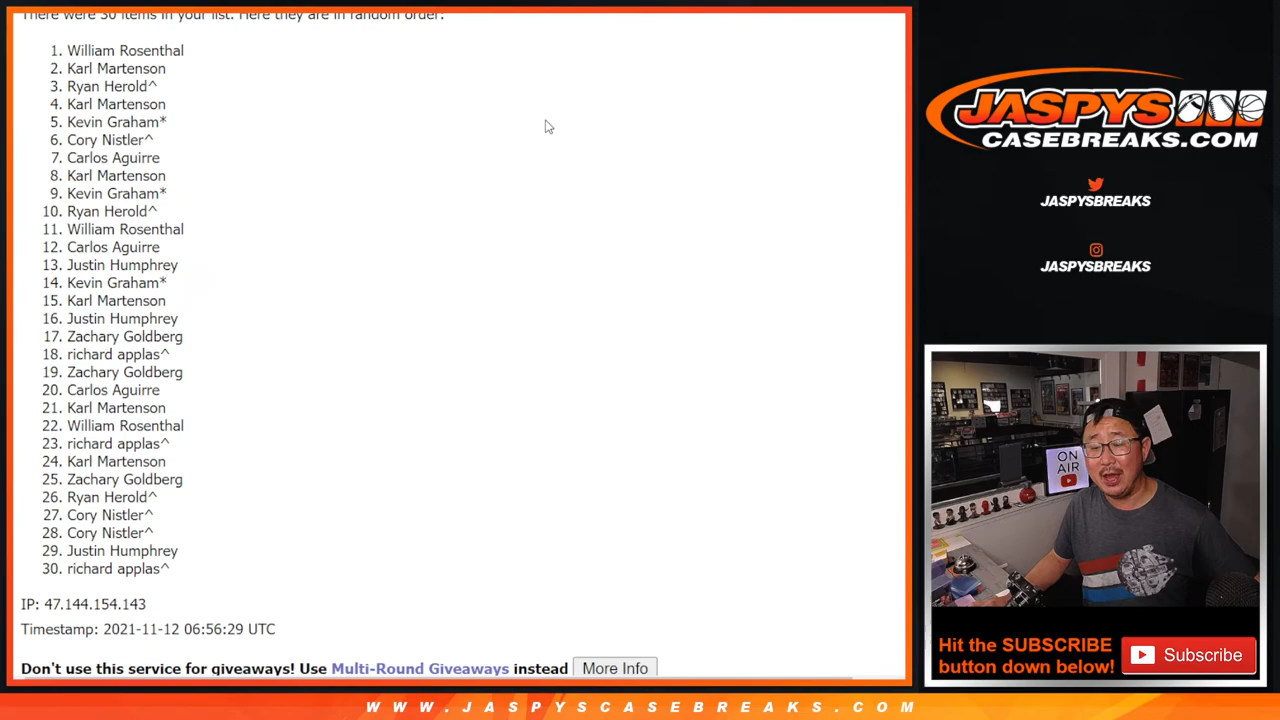 There were 30 items in your list. Here they are in random order:
1. William Rosenthal
2. Karl Martenson
3. Ryan Herold^
4. Karl Martenson
5. Kevin Graham*
6. Cory Nistler^
7. Carlos Aguirre
8. Karl Martenson
9. Kevin Graham*
10. Ryan Herold^
11. William Rosenthal
12. Carlos Aguirre
13. Justin Humphrey
14. Kevin Graham*
15. Karl Martenson
16. Justin Humphrey
17. Zachary Goldberg
18. richard applas^
19. Zachary Goldberg
20. Carlos Aguirre
21. Karl Martenson
22. William Rosenthal
23. richard applas^
24. Karl Martenson
25. Zachary Goldberg
26. Ryan Herold^
27. Cory Nistler^
28. Cory Nistler^
29. Justin Humphrey
30. richard applas^
IP: 47.144.154.143
Timestamp: 2021-11-12 06:56:29 UTC
Don't use this service for giveaways! Use Multi-Round Giveaways instead More Info
JASPYS
CASEBREAKS.COM
JASPYSBREAKS
JASPYSBREAKS
ON
AIR
Hit the SUBSCRIBE
button down below!
Subscribe
WWW.JASPYSCASEBREAKS.COM